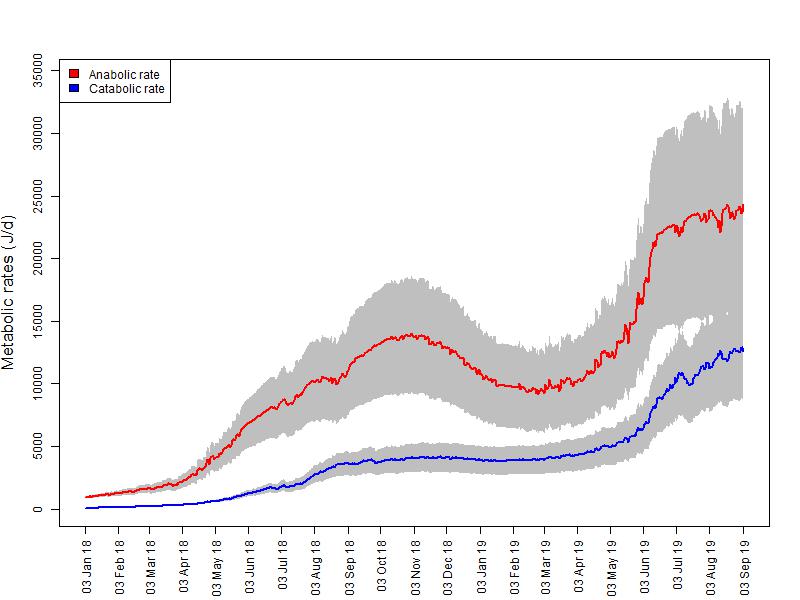 Anabolic rate
Catabolic rate
Metabolic rates (J/d)
35000
30000
25000
20000
15000
10000
5000
0
03 Jan 18
03 Feb 18
03 Mar 18
03 Apr 18
03 May 18
03 Jun 18
03 Jul 18
03 Aug 18
03 Sep 18
03 Oct 18
03 Nov 18
03 Dec 18
03 Jan 19
03 Feb 19
03 Mar 19
03 Apr 19
03 May 19
03 Jun 19
03 Jul 19
03 Aug 19
03 Sep 19